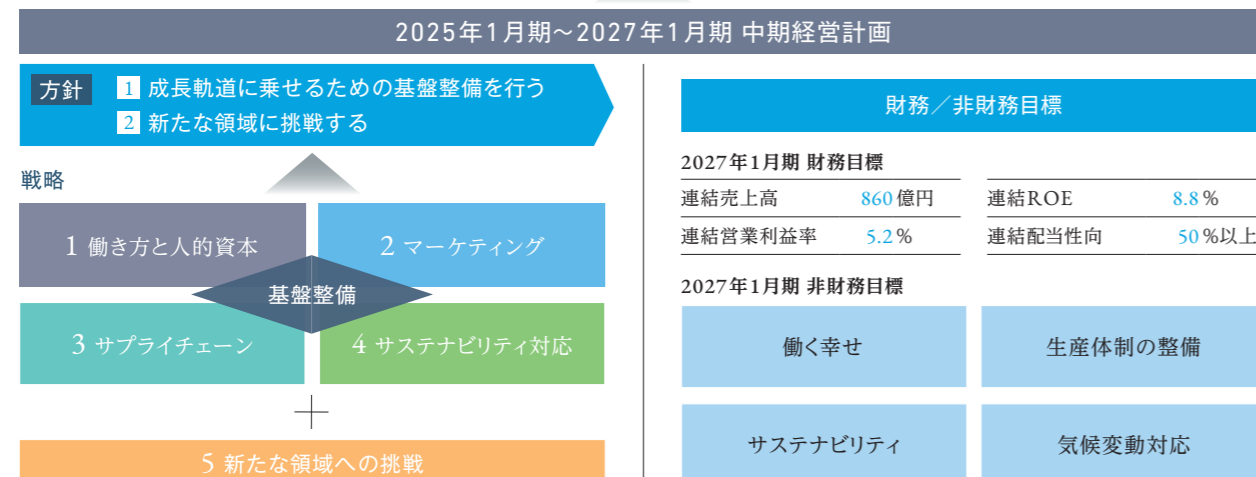 2025年1月期～2027年1月期 中期経営計画
方針
1 成長軌道に乗せるための基盤整備を行う
2 新たな領域に挑戦する
戦略
1 働き方と人的資本
2 マーケティング
基盤整備
3 サプライチェーン
4 サステナビリティ対応
＋
5 新たな領域への挑戦
財務／非財務目標
2027年1月期 財務目標
連結売上高 860億円
連結ROE 8.8%
連結営業利益率 5.2%
連結配当性向 50%以上
2027年1月期 非財務目標
働く幸せ
生産体制の整備
サステナビリティ
気候変動対応